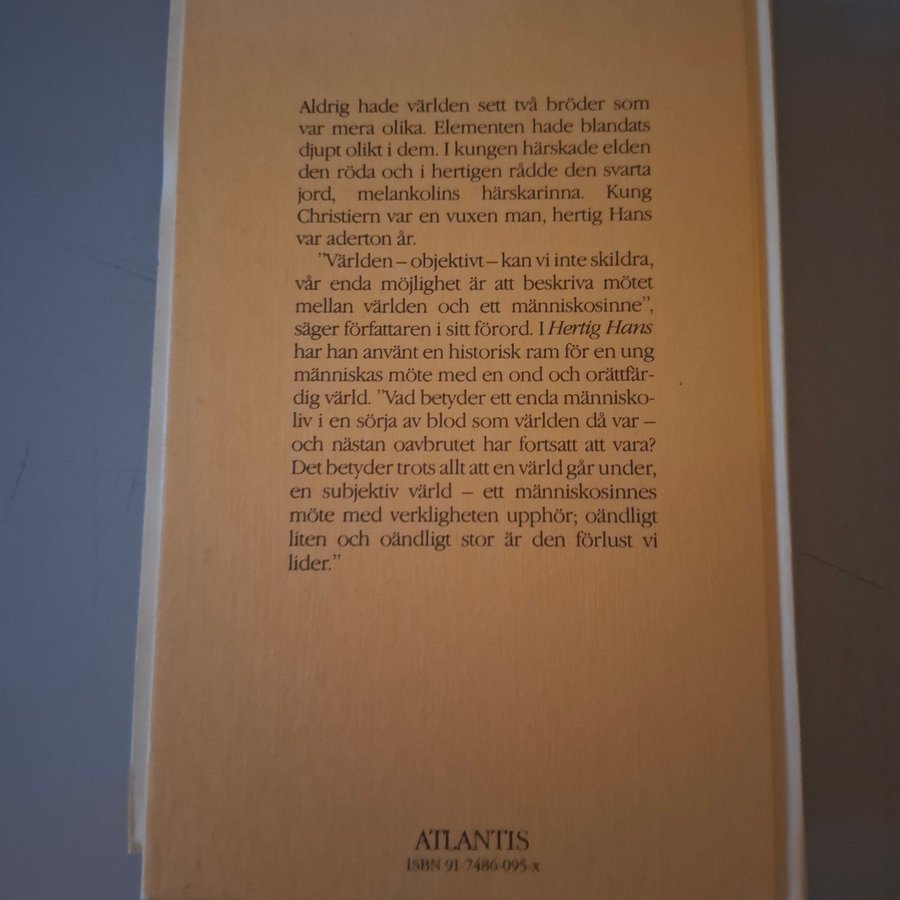 Aldrig hade världen sett två bröder som
var mera olika. Elementen hade blandats
djupt olikt i dem. I kungen härskade elden
den röda och i hertigen rådde den svarta
jord, melankolins härskarinna. Kung
Christiern var en vuxen man, hertig Hans
var aderton år.
”Världen – objektivt – kan vi inte skildra,
vår enda möjlighet är att beskriva mötet
mellan världen och ett människosinne”,
säger författaren i sitt förord. I Hertig Hans
har han använt en historisk ram för en ung
människas möte med en ond och orättfär-
dig värld. ”Vad betyder ett enda människo-
liv i en sörja av blod som världen då var –
och nästan oavbrutet har fortsatt att vara?
Det betyder trots allt att en värld går under,
en subjektiv värld – ett människosinnes
möte med verkligheten upphör; oändligt
liten och oändligt stor är den förlust vi
lider.”
ATLANTIS
ISBN 91-7486-095-x